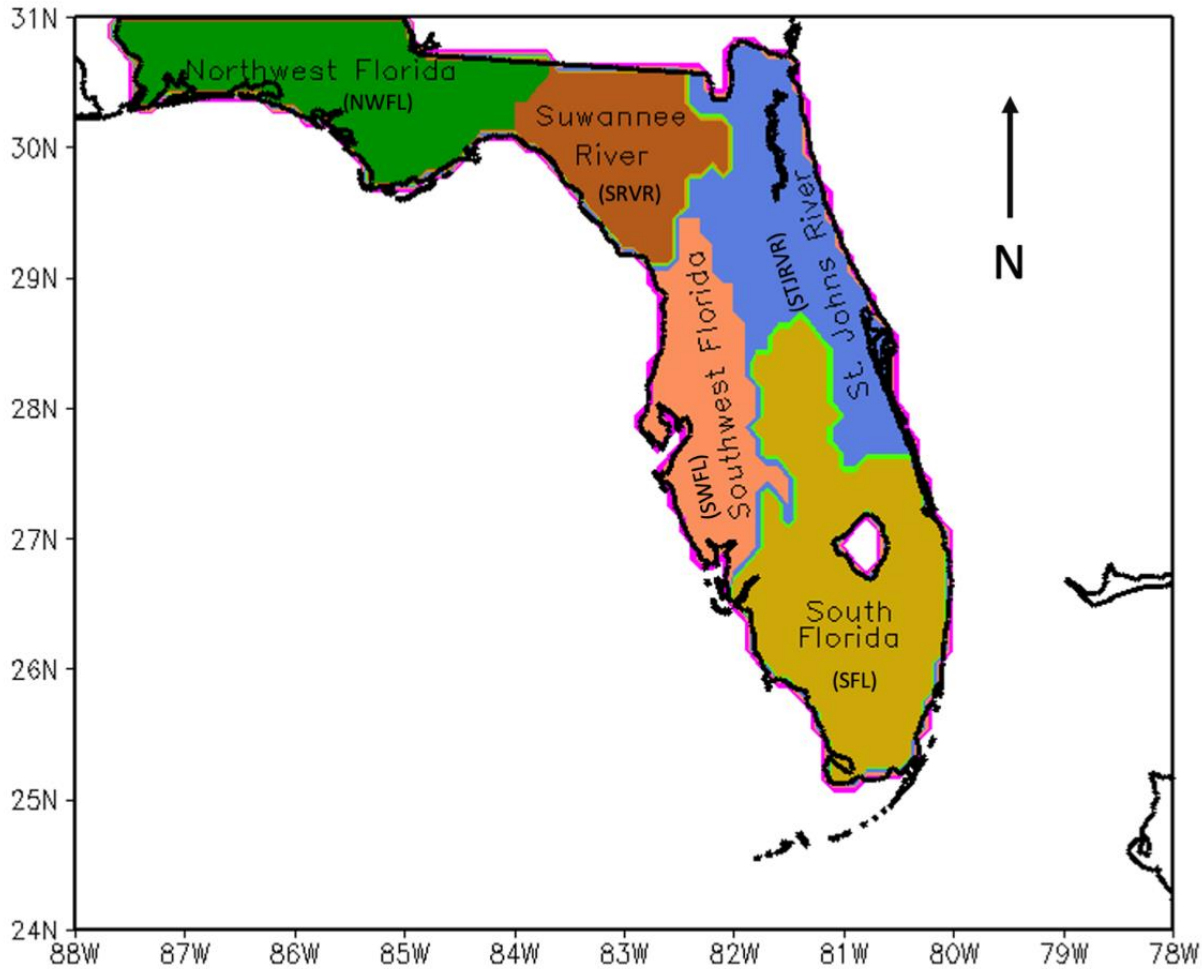 31N
30N
29N
28N
27N
26N
25N
24N
88W
87W
86W
85W
84W
83W
82W
81W
80W
79W
78W
Northwest Florida
(NWFL)
Suwannee
River
(SRVR)
St Johns River
(STJRVR)
Southwest Florida
(SWFL)
South
Florida
(SFL)
N